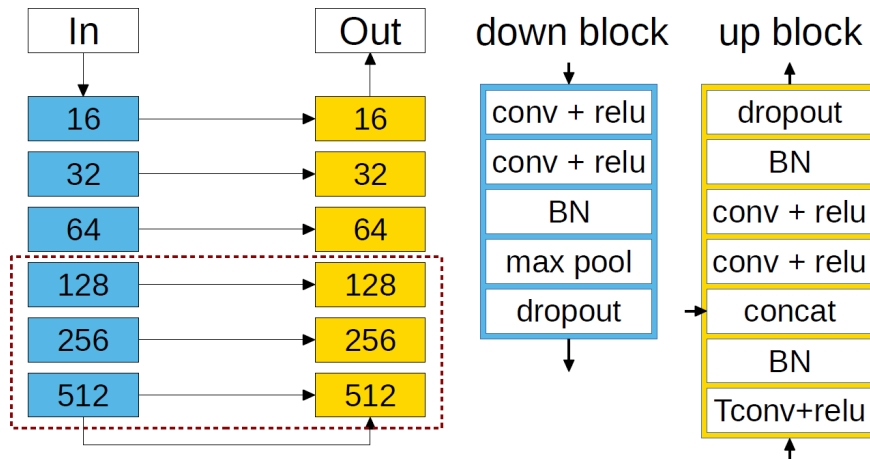 In
Out
16
16
32
32
64
64
128
128
256
256
512
512
down block
conv + relu
conv + relu
BN
max pool
dropout
up block
dropout
BN
conv + relu
conv + relu
concat
BN
Tconv+relu